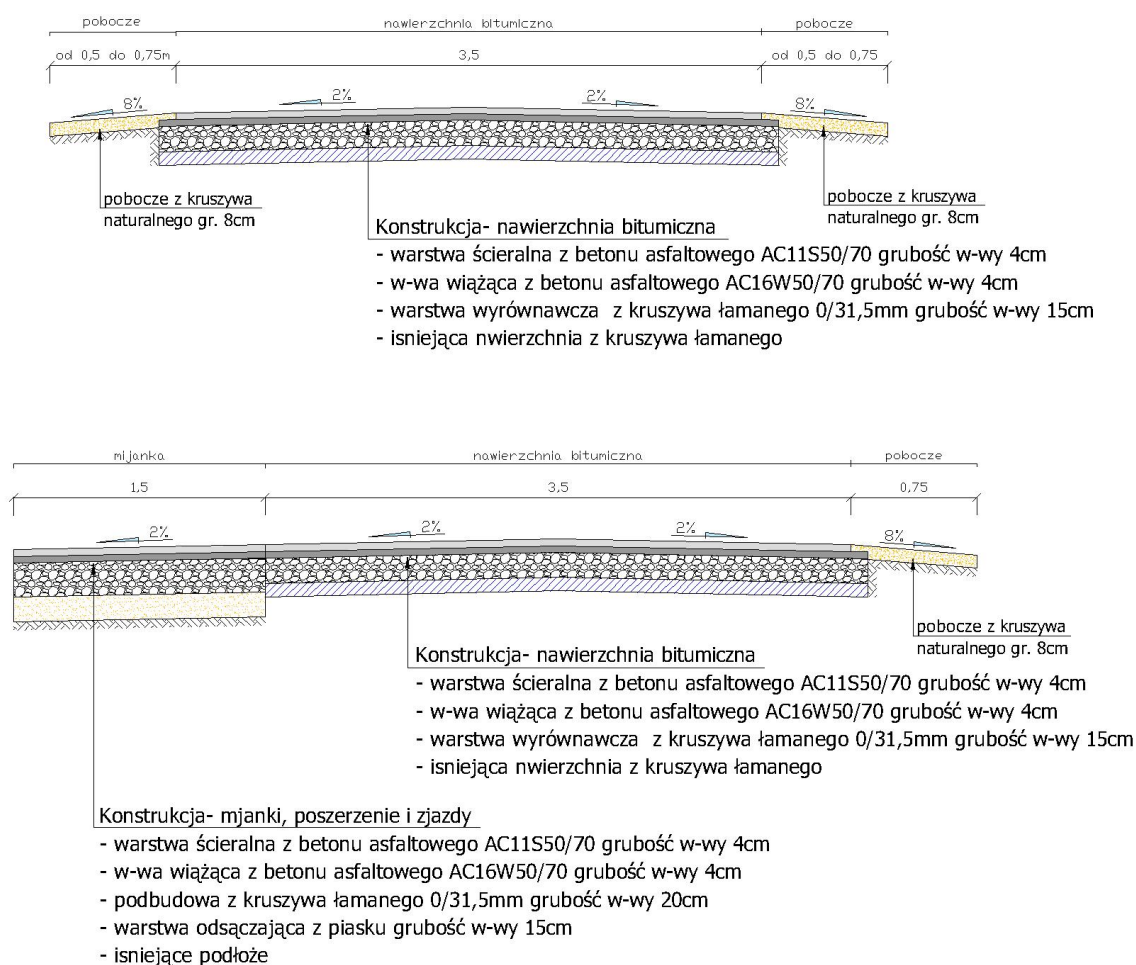 pobocze nawierzchnia bitumiczna pobocze
od 0,5 do 0,75m 3,5 od 0,5 do 0,75
8% 2% 2% 8%
pobocze z kruszywa
naturalnego gr. 8cm
pobocze z kruszywa
naturalnego gr. 8cm
Konstrukcja- nawierzchnia bitumiczna
- warstwa ścieralna z betonu asfaltowego AC11S50/70 grubość w-wy 4cm
- w-wa wiążąca z betonu asfaltowego AC16W50/70 grubość w-wy 4cm
- warstwa wyrównawcza z kruszywa łamanego 0/31,5mm grubość w-wy 15cm
- isniejąca nwierzchnia z kruszywa łamanego
mijanka nawierzchnia bitumiczna pobocze
1,5 3,5 0,75
2% 2% 2% 8%
pobocze z kruszywa
naturalnego gr. 8cm
Konstrukcja- nawierzchnia bitumiczna
- warstwa ścieralna z betonu asfaltowego AC11S50/70 grubość w-wy 4cm
- w-wa wiążąca z betonu asfaltowego AC16W50/70 grubość w-wy 4cm
- warstwa wyrównawcza z kruszywa łamanego 0/31,5mm grubość w-wy 15cm
- isniejąca nwierzchnia z kruszywa łamanego
Konstrukcja- mjanki, poszerzenie i zjazdy
- warstwa ścieralna z betonu asfaltowego AC11S50/70 grubość w-wy 4cm
- w-wa wiążąca z betonu asfaltowego AC16W50/70 grubość w-wy 4cm
- podbudowa z kruszywa łamanego 0/31,5mm grubość w-wy 20cm
- warstwa odsączająca z piasku grubość w-wy 15cm
- isniejące podłoże